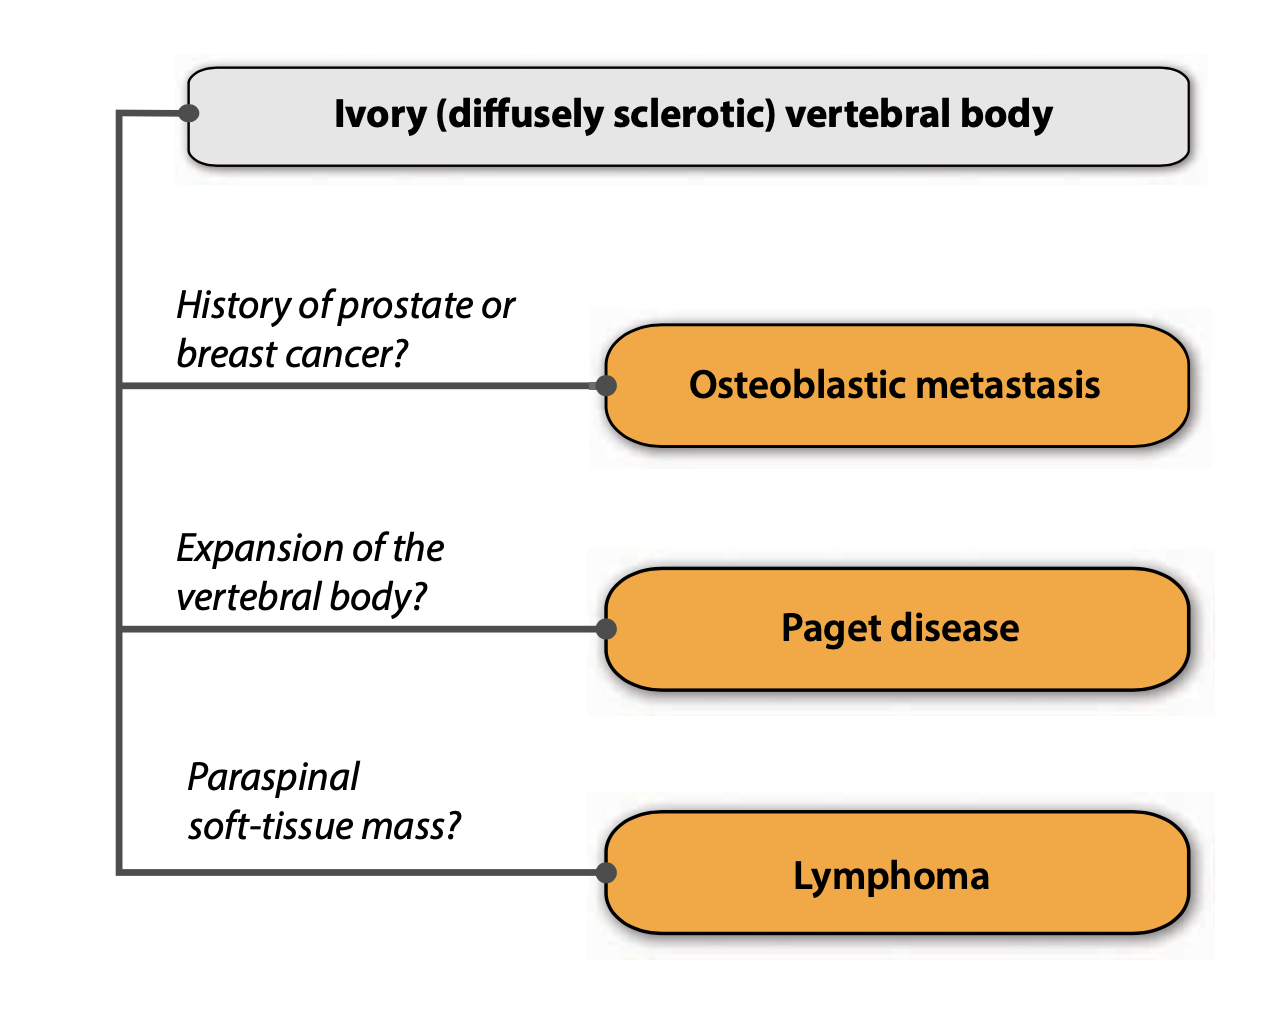 Ivory (diffusely sclerotic) vertebral body
History of prostate or
breast cancer?
Osteoblastic metastasis
Expansion of the
vertebral body?
Paget disease
Paraspinal
soft-tissue mass?
Lymphoma